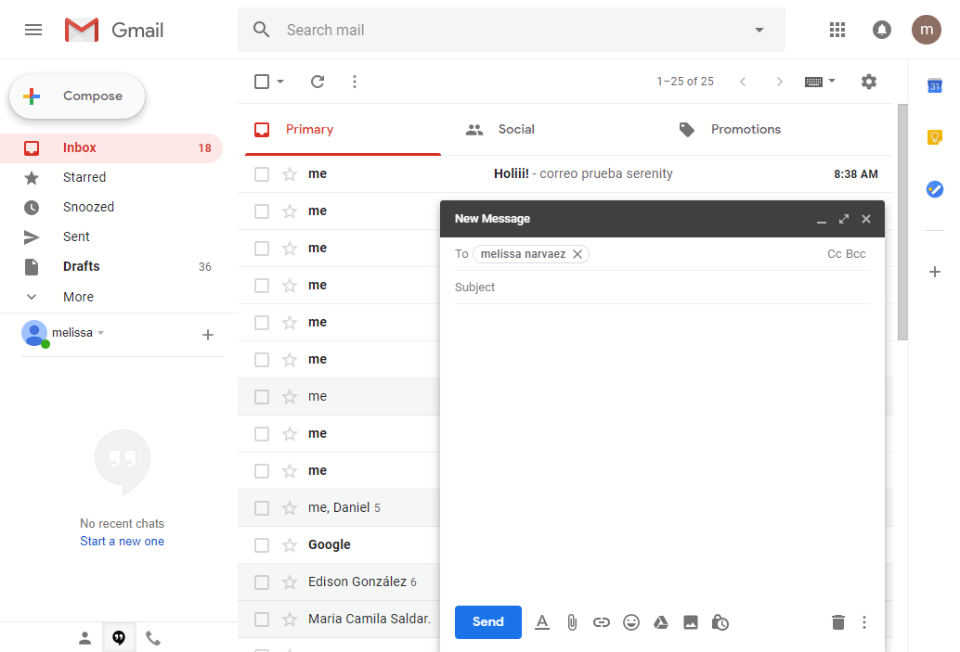 Gmail
Search mail
m
Compose
1–25 of 25
31
Primary
Social
Promotions
Inbox 18
Starred
Snoozed
Sent
Drafts 36
More
melissa
No recent chats
Start a new one
me Holiii! - correo prueba serenity 8:38 AM
me
me
me
me
me
me
me
me
me, Daniel 5
Google
Edison González 6
Maria Camila Saldar.
New Message
To melissa narvaez Cc Bcc
Subject
Send